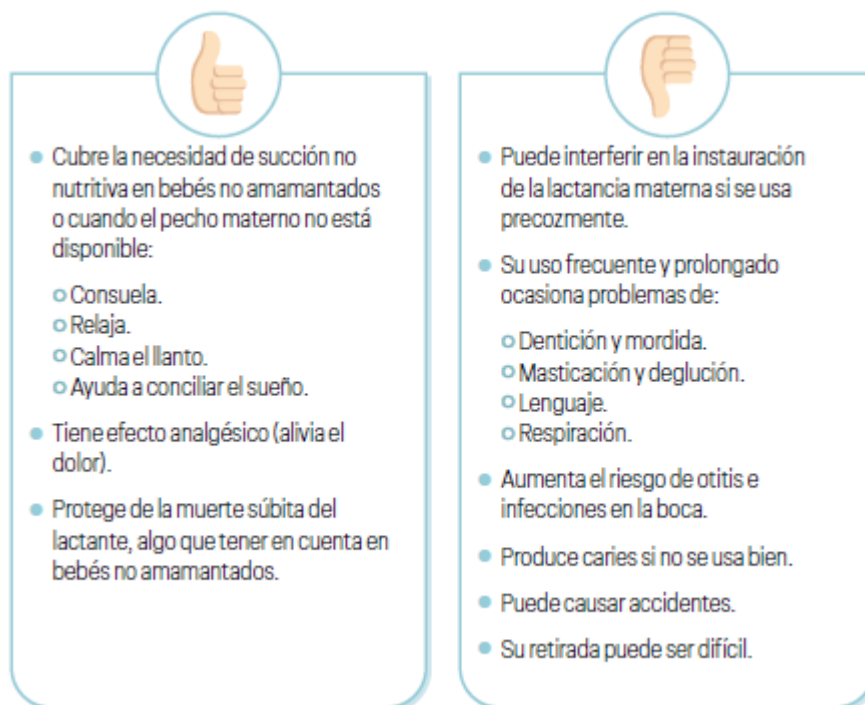 Cubre la necesidad de succión no
nutritiva en bebés no amamantados
o cuando el pecho materno no está
disponible:
Consuela.
Relaja.
Calma el llanto.
Ayuda a conciliar el sueño.
Tiene efecto analgésico (alivia el
dolor).
Protege de la muerte súbita del
lactante, algo que tener en cuenta en
bebés no amamantados.
Puede interferir en la instauración
de la lactancia materna si se usa
precozmente.
Su uso frecuente y prolongado
ocasiona problemas de:
Dentición y mordida.
Masticación y deglución.
Lenguaje.
Respiración.
Aumenta el riesgo de otitis e
infecciones en la boca.
Produce caries si no se usa bien.
Puede causar accidentes.
Su retirada puede ser difícil.